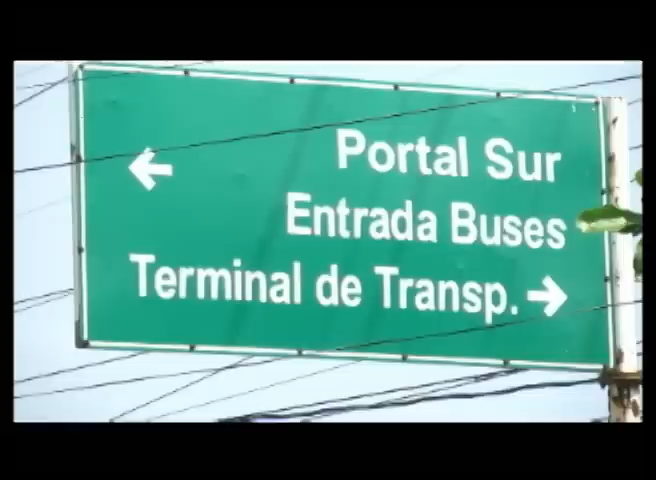 Portal Sur
Entrada Buses
Terminal de Transp.